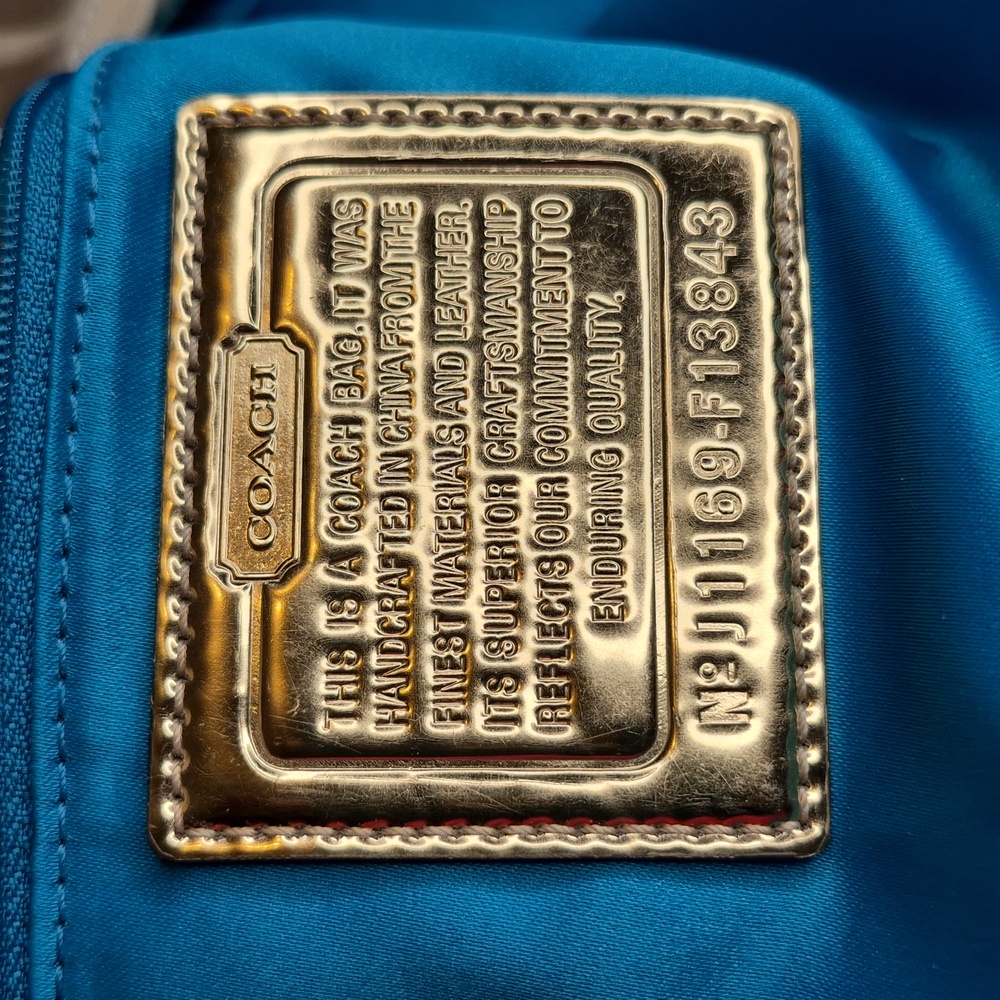 COACH
THIS IS A COACH BAG. IT WAS
HANDCRAFTED IN CHINA FROM THE
FINEST MATERIALS AND LEATHER.
ITS SUPERIOR CRAFTSMANSHIP
REFLECTS OUR COMMITMENT TO
ENDURING QUALITY.
Nº J1169-F13843